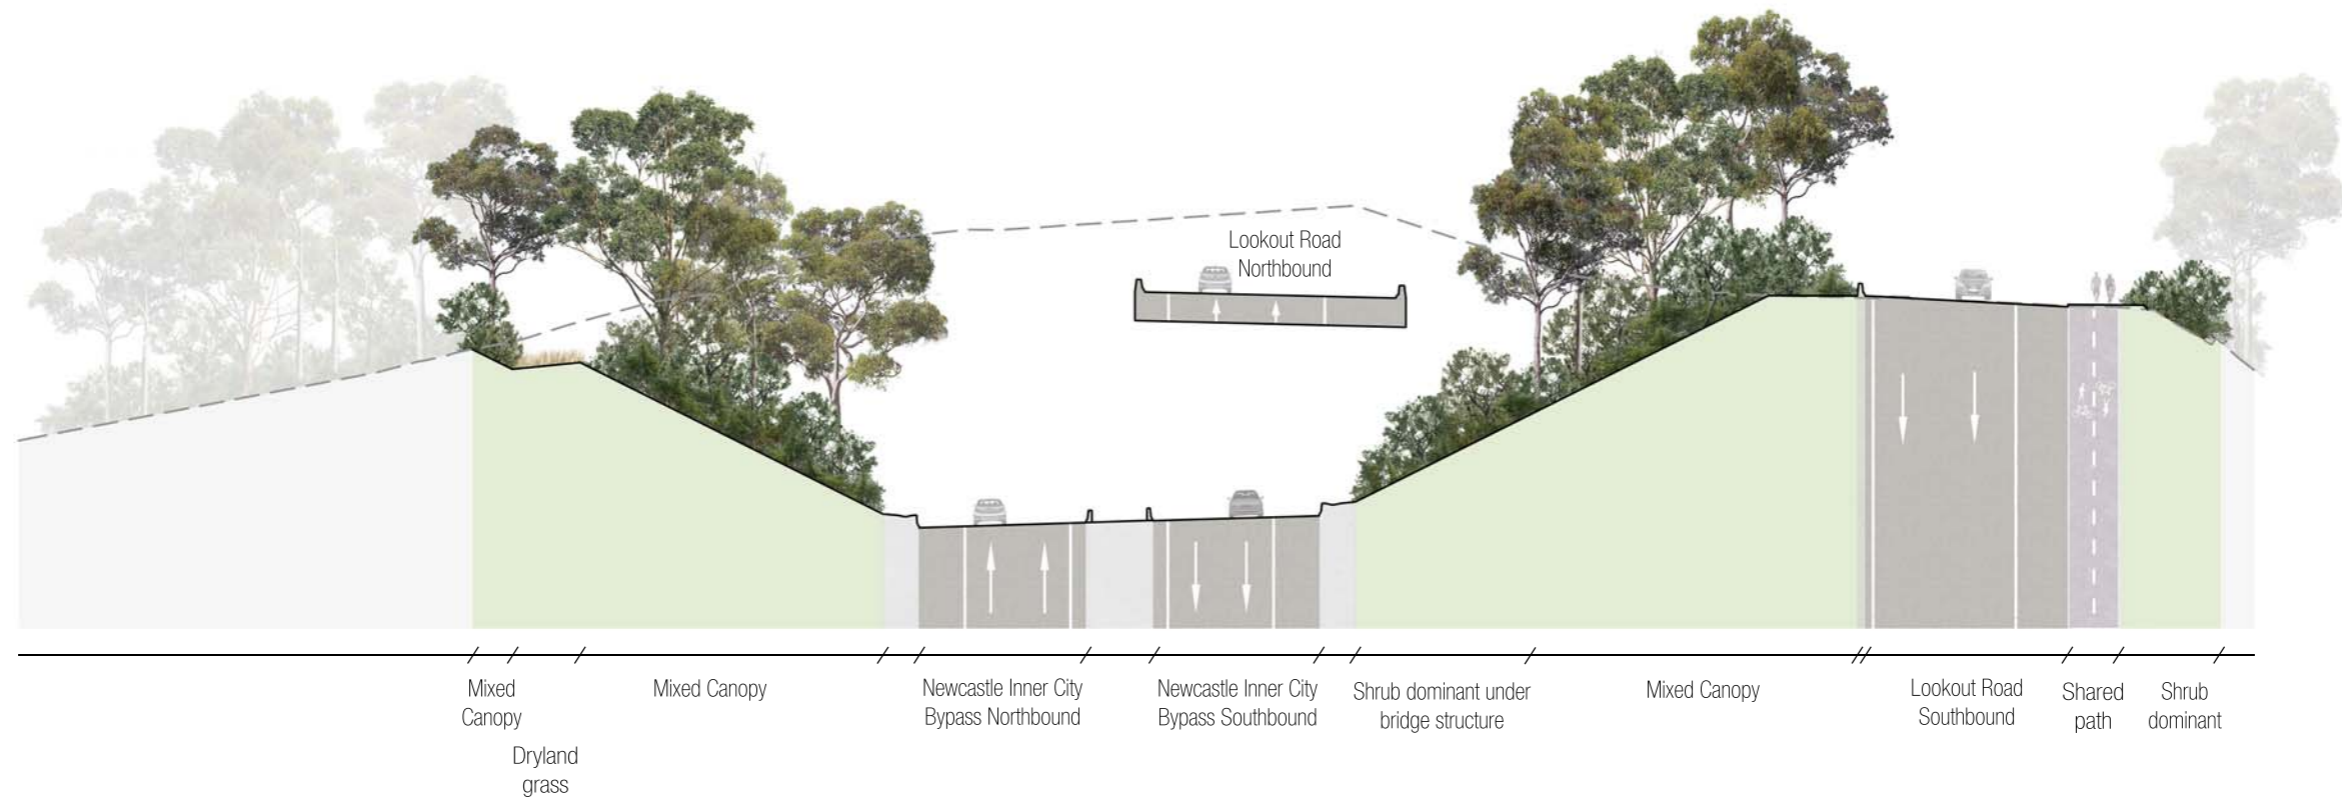 Lookout Road
Northbound
Mixed
Canopy
Dryland
grass
Mixed Canopy
Newcastle Inner City
Bypass Northbound
Newcastle Inner City
Bypass Southbound
Shrub dominant under
bridge structure
Mixed Canopy
Lookout Road
Southbound
Shared
path
Shrub
dominant